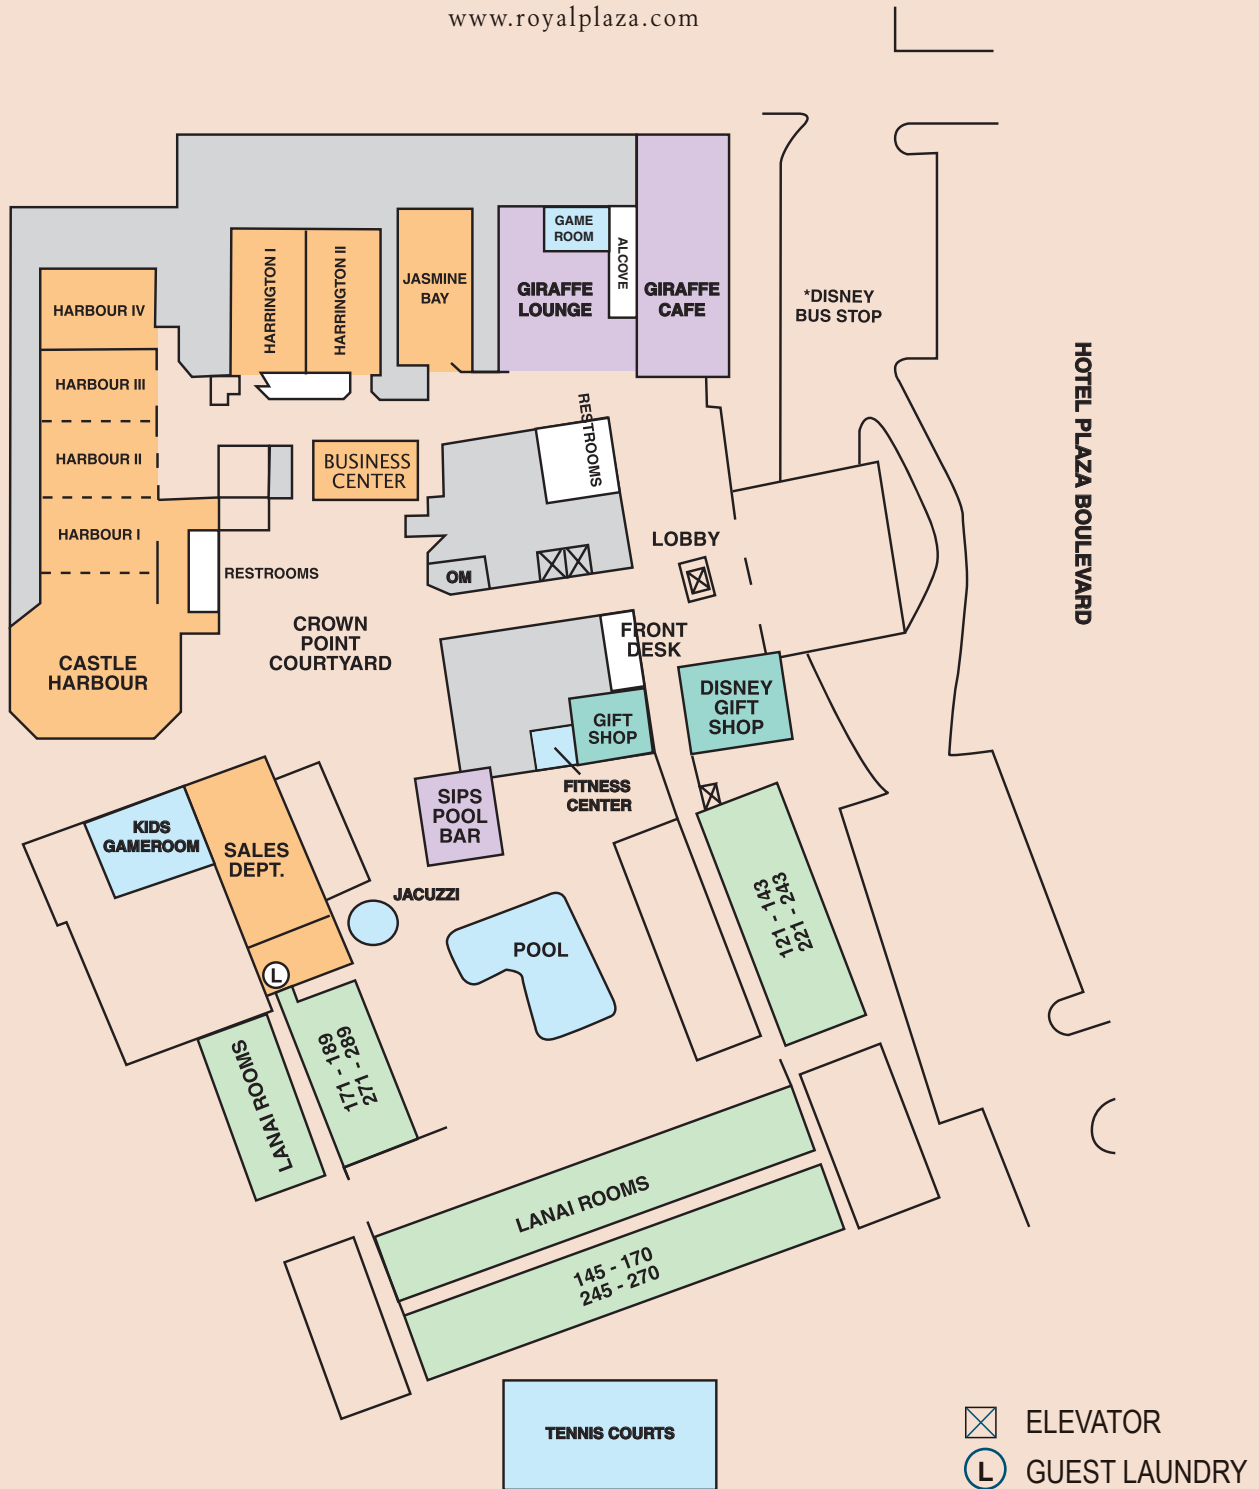 www.royalplaza.com
GAME
ROOM
ALCOVE
GIRAFFE
LOUNGE
GIRAFFE
CAFE
JASMINE
BAY
HARRINGTON I
HARRINGTON II
HARBOUR IV
HARBOUR III
HARBOUR II
HARBOUR I
CASTLE
HARBOUR
*DISNEY
BUS STOP
HOTEL PLAZA BOULEVARD
RESTROOMS
BUSINESS
CENTER
LOBBY
OM
RESTROOMS
CROWN
POINT
COURTYARD
FRONT
DESK
DISNEY
GIFT
SHOP
GIFT
SHOP
FITNESS
CENTER
SIPS
POOL
BAR
KIDS
GAMEROOM
SALES
DEPT.
JACUZZI
POOL
L
121 - 143
221 - 243
171 - 189
271 - 289
LANAI ROOMS
LANAI ROOMS
145 - 170
245 - 270
TENNIS COURTS
ELEVATOR
L GUEST LAUNDRY